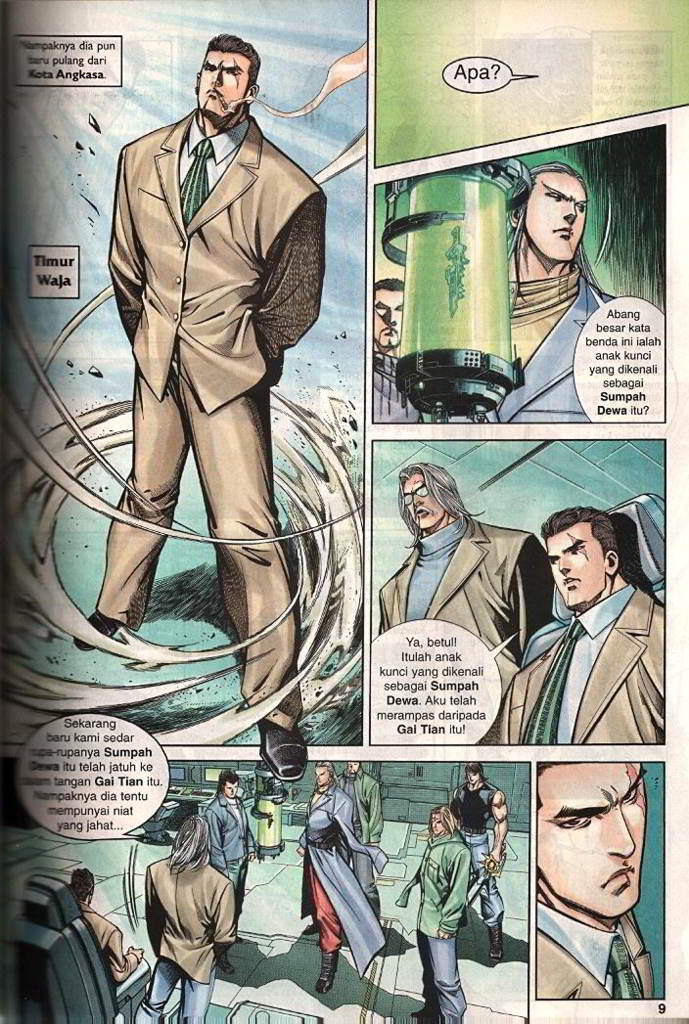 Nampaknya dia pun
baru pulang dari
Kota Angkasa.
Timur
Waja
Apa?
Abang
besar kata
benda ini ialah
anak kunci
yang dikenali
sebagai
Sumpah
Dewa itu?
Ya, betul!
Itulah anak
kunci yang dikenali
sebagai Sumpah
Dewa. Aku telah
merampas daripada
Gai Tian itu!
Sekarang
baru kami sedar
rupa-rupanya Sumpah
Dewa itu telah jatuh ke
dalam tangan Gai Tian itu.
Nampaknya dia tentu
mempunyai niat
yang jahat...
9